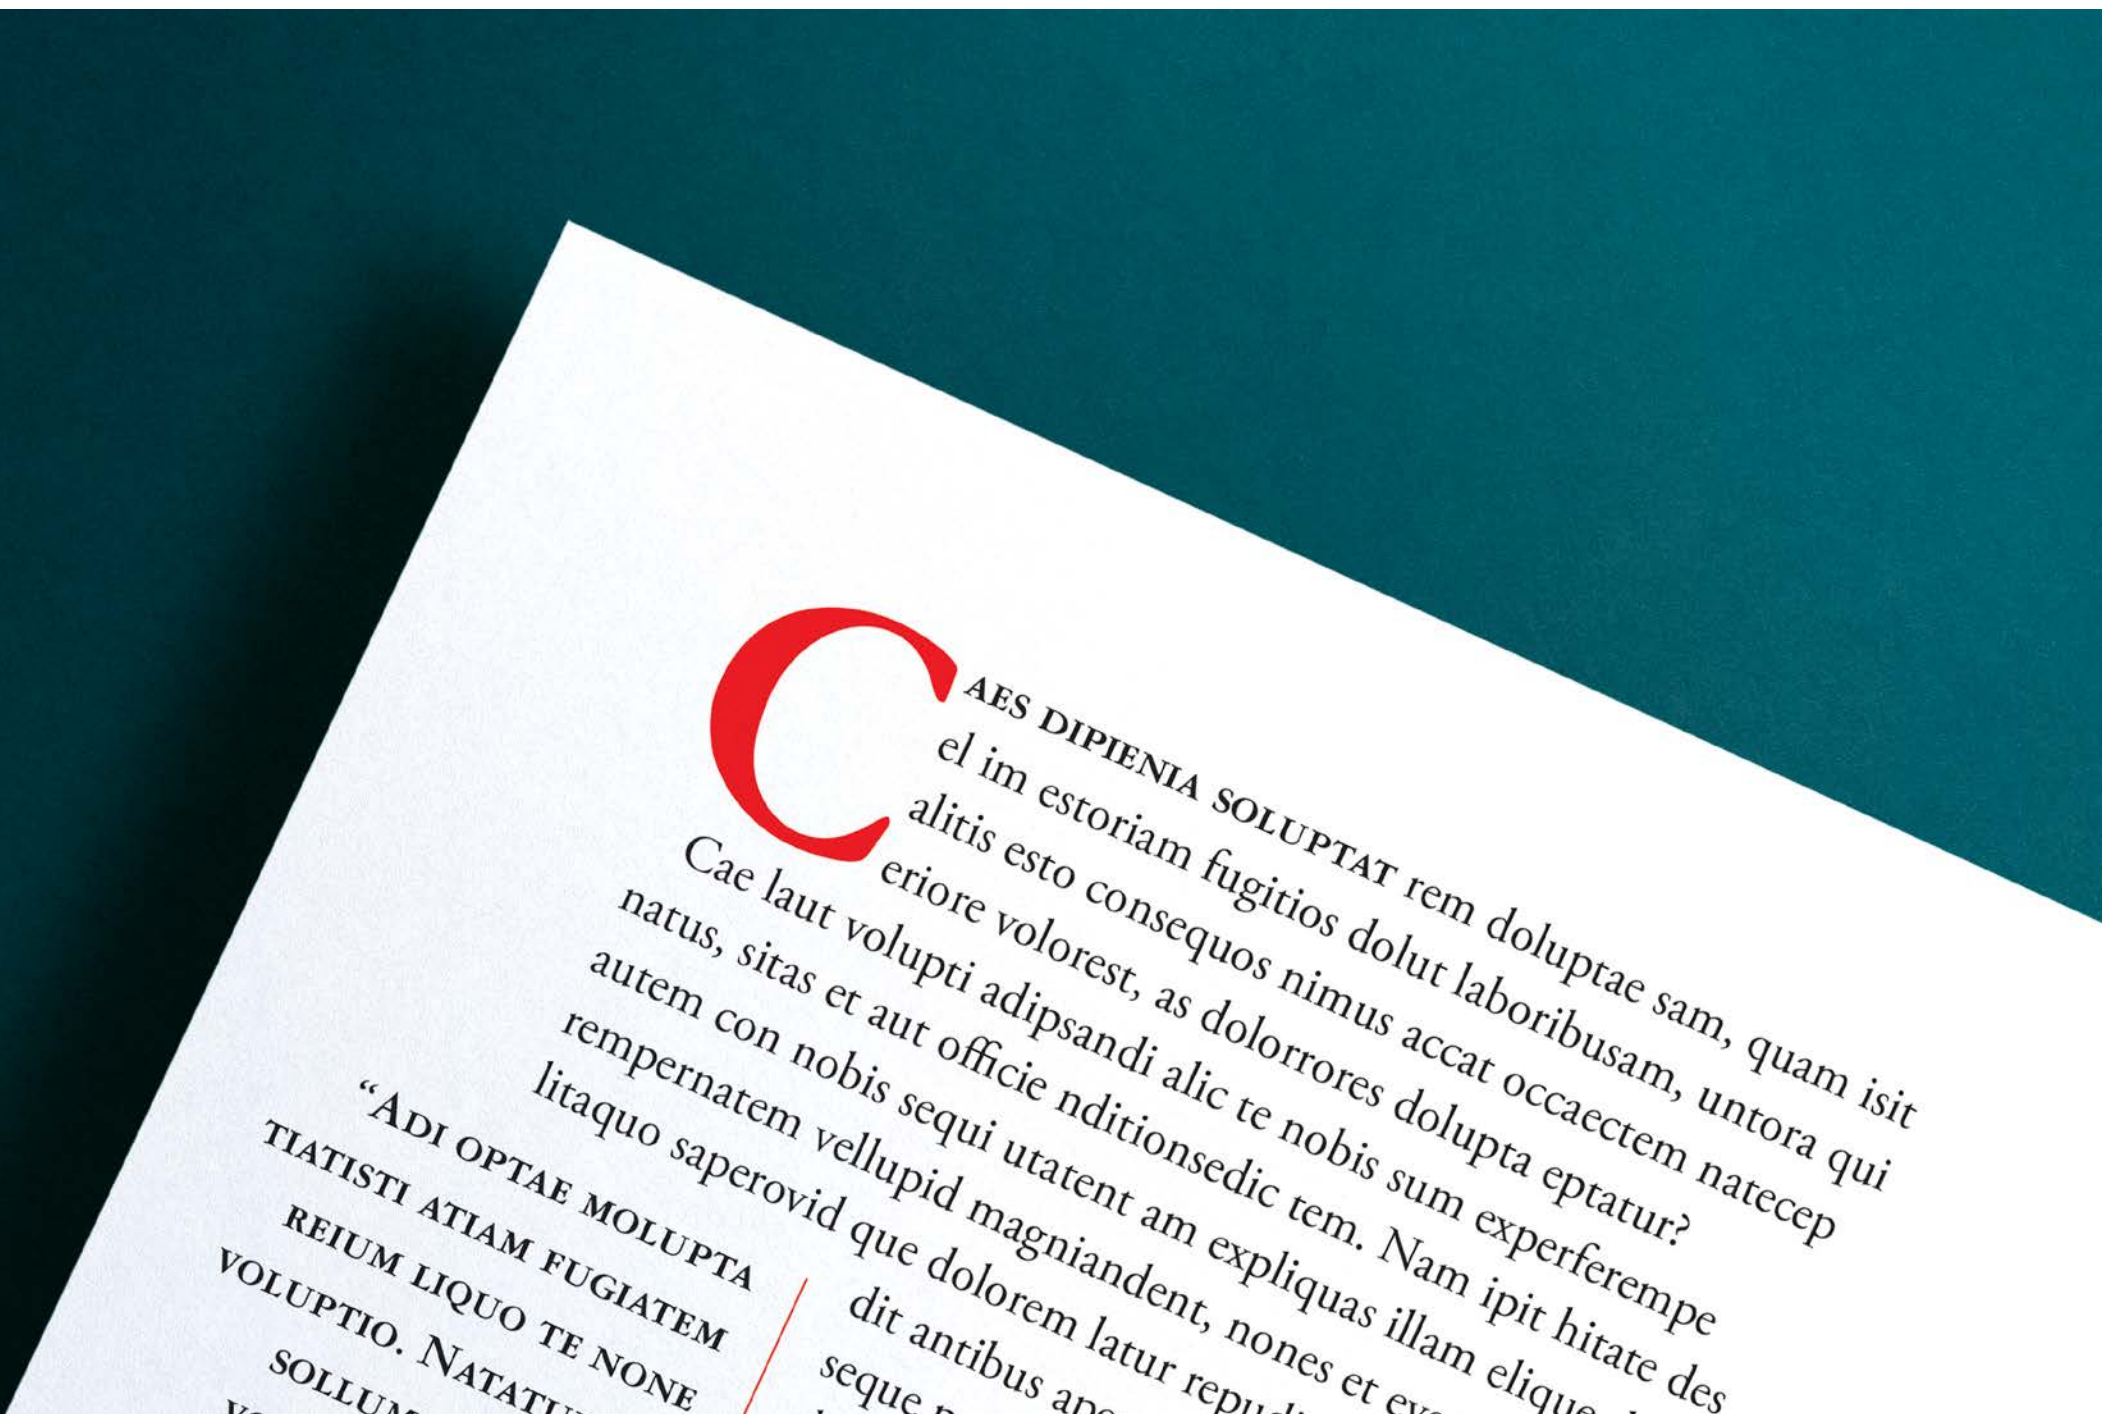 CAES DIPIENIA SOLUPTAT rem doluptae sam, quam isit
el im estoriam fugitios dolut laboribusam, untora qui
alitis esto consequos nimus accat occaectem natecep
eriore volorest, as dolorrores dolupta eptatur?
Cae laut volupti adipsandi alic te nobis sum experferempe
natus, sitas et aut officie nditionsedic tem. Nam ipit hitate des
autem con nobis sequi utatent am expliquas illam elique
rempernatem vellupid magniandent, nones et
litaquo saperovid que dolorem latur
dit antibus
seque
“ADI OPTAE MOLUPTA
TIATISTI ATIAM FUGIATEM
REIUM LIQUO TE NONE
VOLUPTIO.